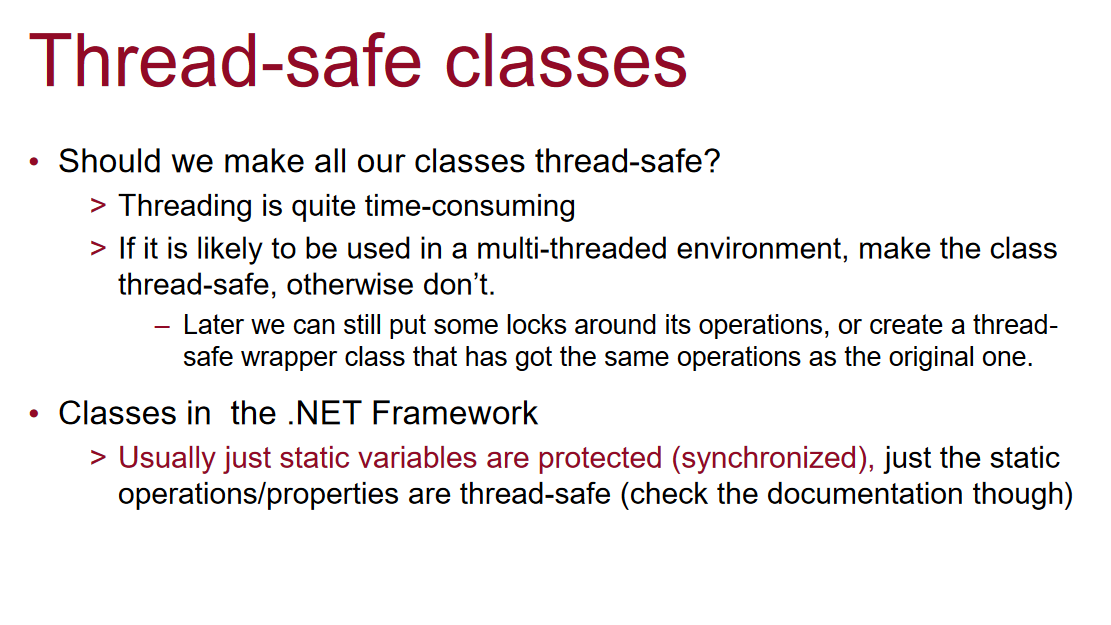 Thread-safe classes
• Should we make all our classes thread-safe?
> Threading is quite time-consuming
> If it is likely to be used in a multi-threaded environment, make the class
thread-safe, otherwise don’t.
– Later we can still put some locks around its operations, or create a thread-
safe wrapper class that has got the same operations as the original one.
• Classes in  the .NET Framework
> Usually just static variables are protected (synchronized), just the static
operations/properties are thread-safe (check the documentation though)